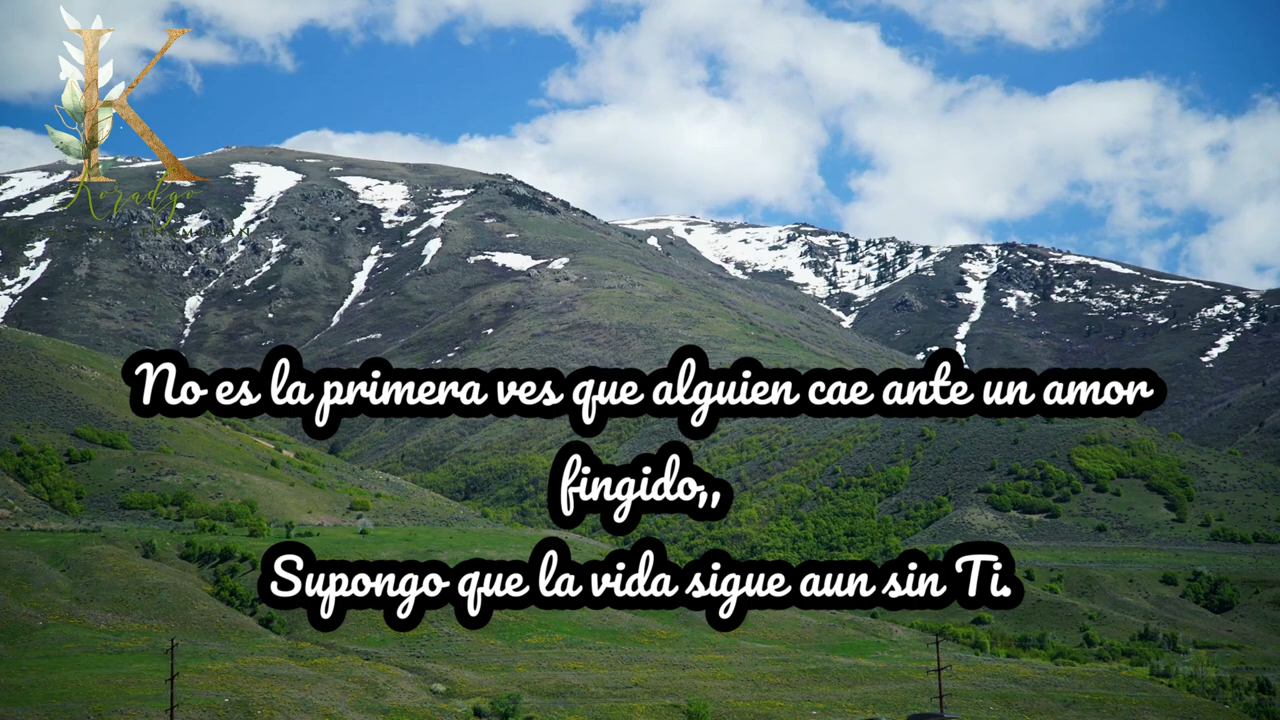 K
Koradgo
No es la primera ves que alguien cae ante un amor
fingido,,
Supongo que la vida sigue aun sin Ti.